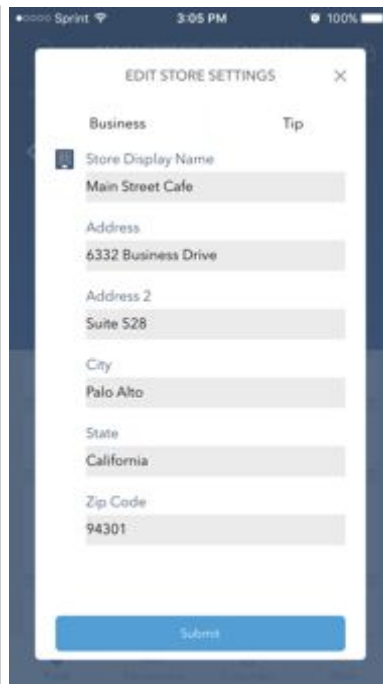 Sprint 3:05 PM 100%
EDIT STORE SETTINGS
Business Tip
Store Display Name
Main Street Cafe
Address
6332 Business Drive
Address 2
Suite 528
City
Palo Alto
State
California
Zip Code
94301
Submit